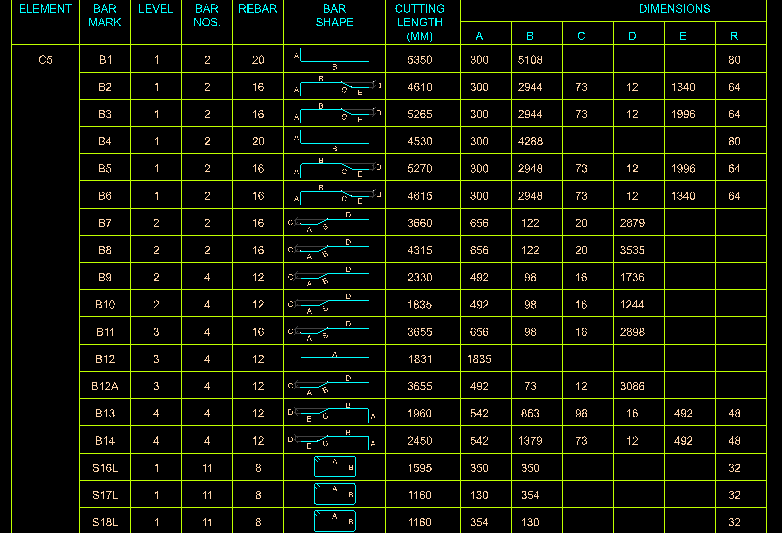 ELEMENT BAR MARK LEVEL BAR NOS. REBAR BAR SHAPE CUTTING LENGTH (MM) DIMENSIONS
A B C D E R
C5 B1 1 2 20 A B 5350 300 5108 80
B2 1 2 16 A B C E D 4610 300 2944 73 12 1340 64
B3 1 2 16 A B C E D 5265 300 2944 73 12 1996 64
B4 1 2 20 A B 4530 300 4288 80
B5 1 2 16 A B C E D 5270 300 2948 73 12 1996 64
B6 1 2 16 A B C E D 4615 300 2948 73 12 1340 64
B7 2 2 16 C A B D 3660 656 122 20 2879
B8 2 2 16 C A B D 4315 656 122 20 3535
B9 2 4 12 C A B D 2330 492 98 16 1736
B10 2 4 12 C A B D 1835 492 98 16 1244
B11 3 4 16 C A B D 3655 656 98 16 2898
B12 3 4 12 A 1831 1835
B12A 3 4 12 C A B D 3655 492 73 12 3086
B13 4 4 12 D E C B A 1960 542 863 98 16 492 48
B14 4 4 12 D E C B A 2450 542 1379 73 12 492 48
S16L 1 11 8 A B 1595 350 350 32
S17L 1 11 8 A B 1160 130 354 32
S18L 1 11 8 A B 1160 354 130 32